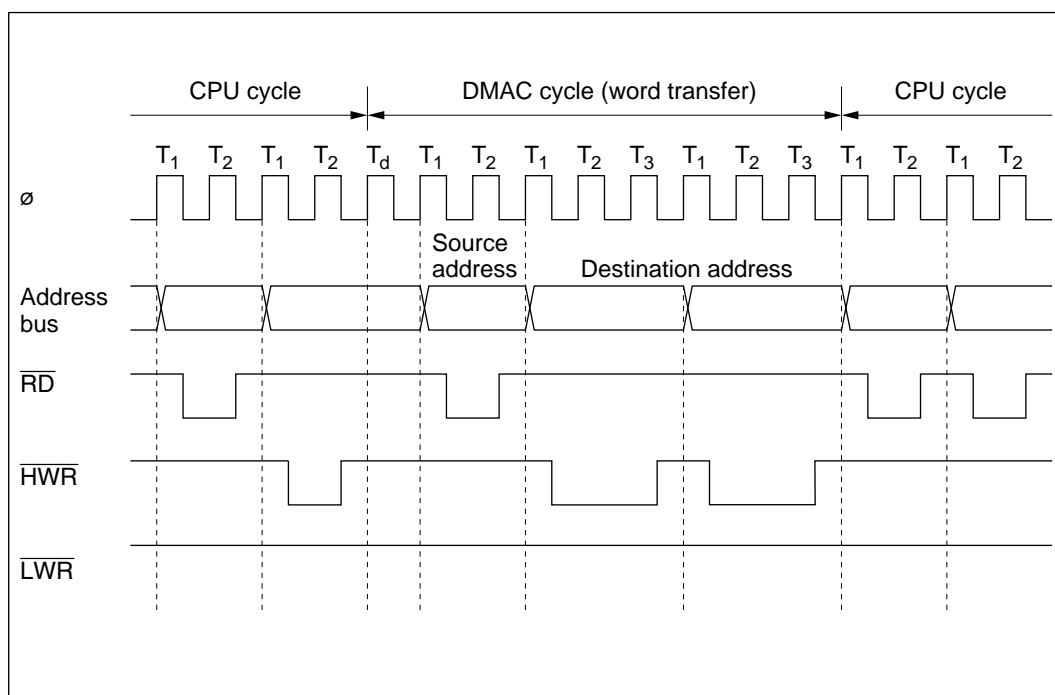 CPU cycle DMAC cycle (word transfer) CPU cycle
T1 T2 T1 T2 Td T1 T2 T1 T2 T3 T1 T2 T3 T1 T2 T1 T2
ø
Source
address Destination address
Address
bus
RD
HWR
LWR